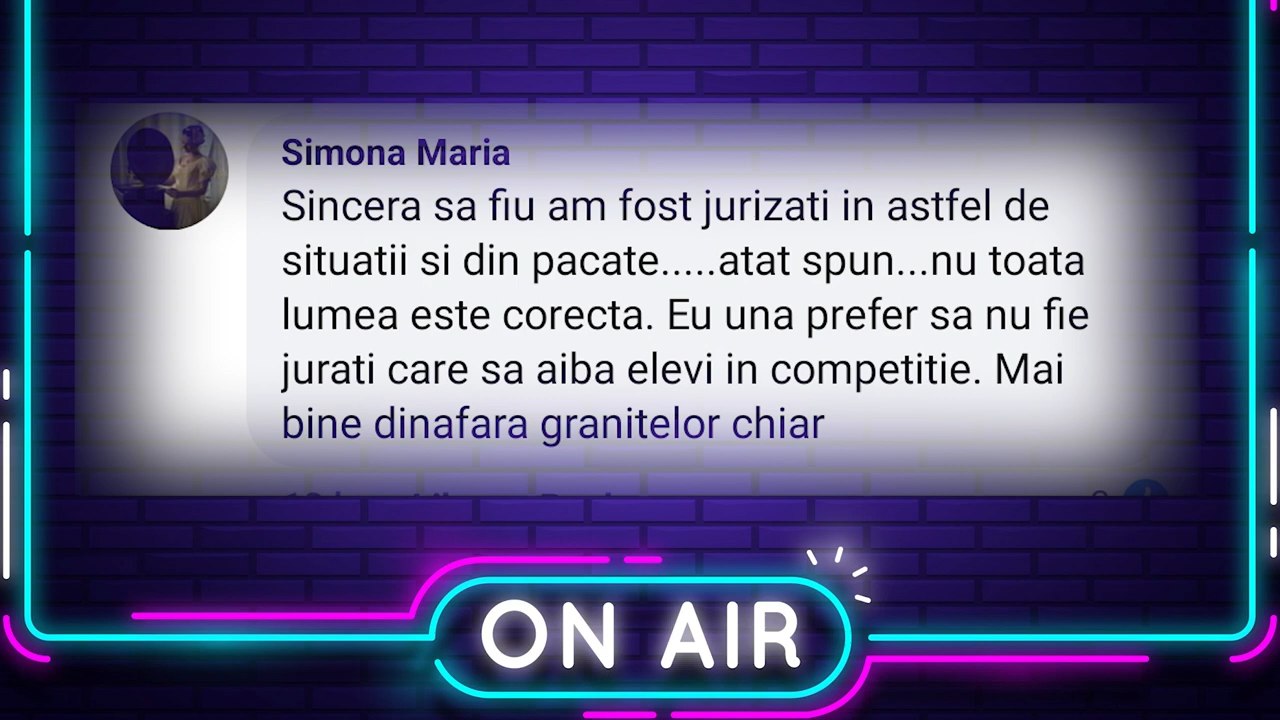 Simona Maria
Sincera sa fiu am fost jurizati in astfel de
situatii si din pacate.....atat spun...nu toata
lumea este corecta. Eu una prefer sa nu fie
jurati care sa aiba elevi in competitie. Mai
bine dinafara granitelor chiar
ON AIR